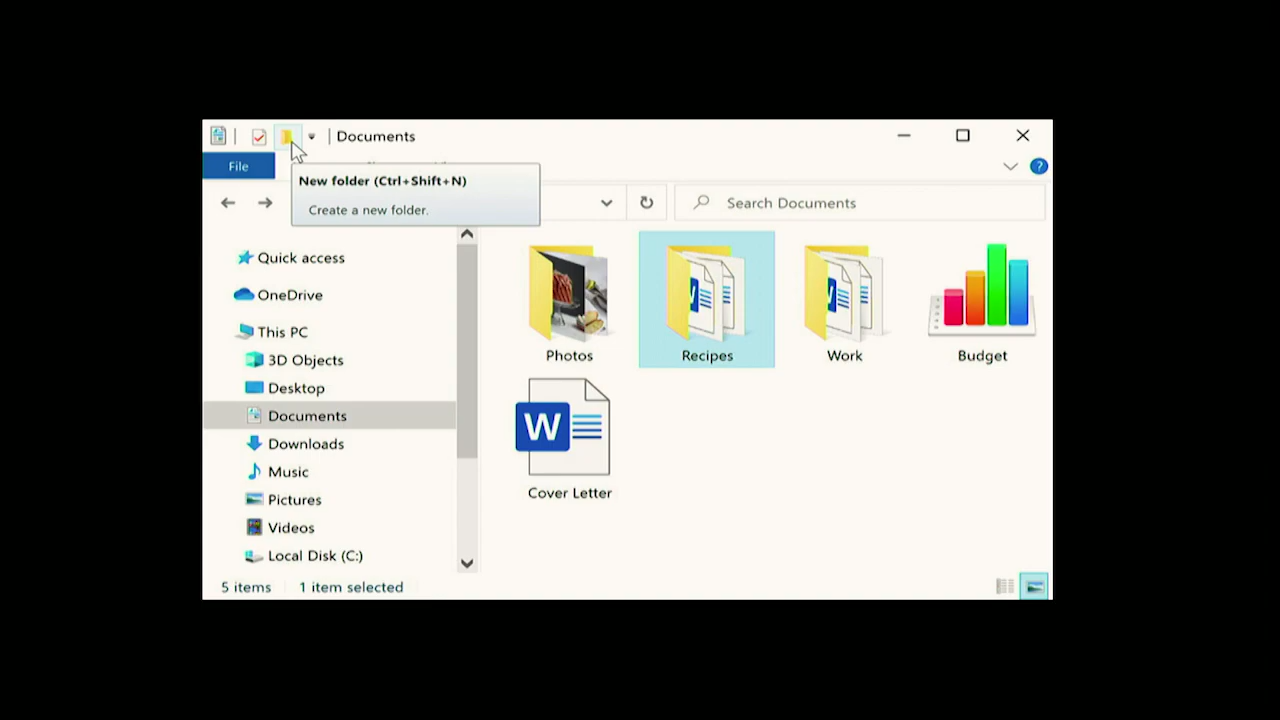 Documents
File
New folder (Ctrl+Shift+N)
Create a new folder.
Search Documents
Quick access
OneDrive
This PC
3D Objects
Desktop
Documents
Downloads
Music
Pictures
Videos
Local Disk (C:)
Photos
Recipes
Work
Budget
W
Cover Letter
5 items
1 item selected